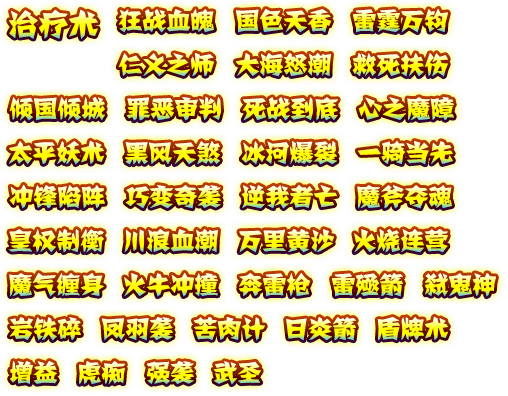 治疗术 狂战血魄 国色天香 雷霆万钧
仁义之师 大海怒潮 救死扶伤
倾国倾城 罪恶审判 死战到底 心之魔障
太平妖术 黑风天煞 冰河爆裂 一骑当先
冲锋陷阵 巧变奇袭 逆我者亡 魔斧夺魂
皇权制衡 川浪血潮 万里黄沙 火烧连营
魔气缠身 火牛冲撞 奔雷枪 雷殛箭 弑鬼神
岩铁碎 凤羽袭 苦肉计 日炎箭 盾牌术
增益 虎痴 强袭 武圣